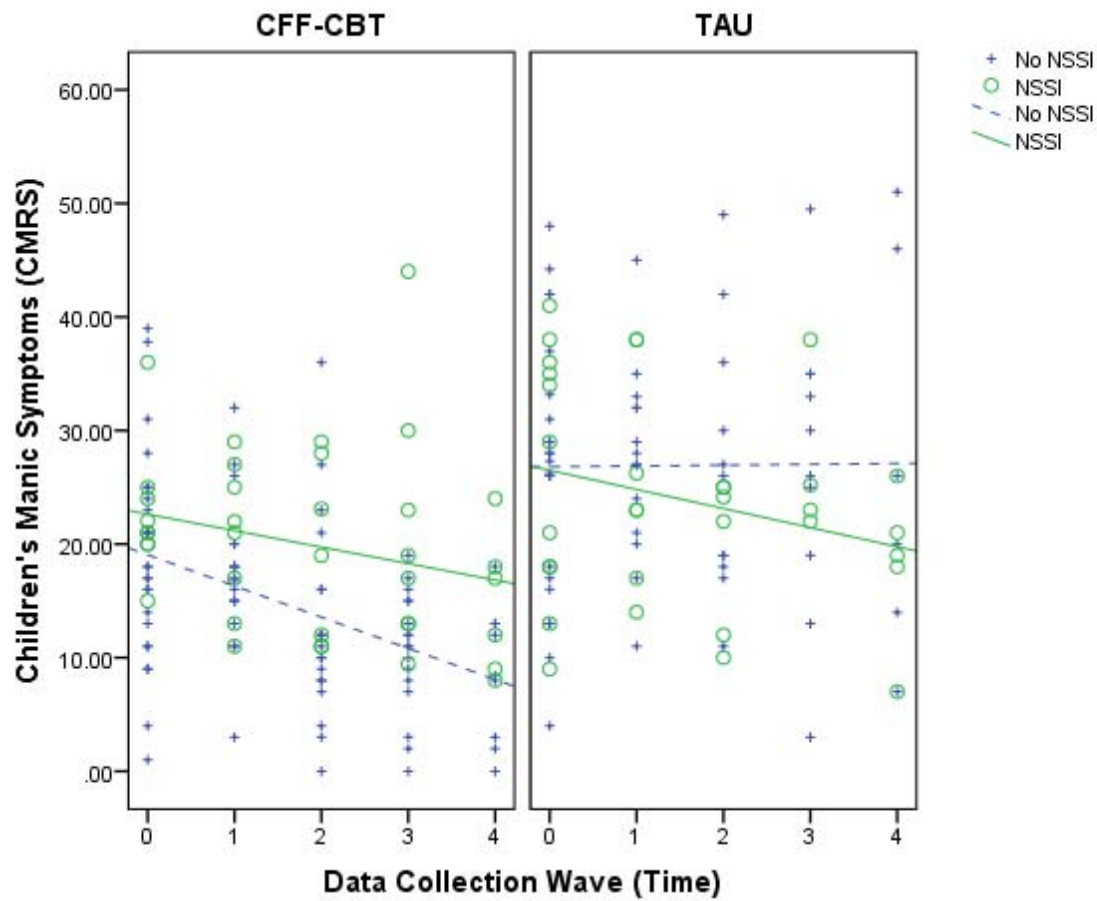 CFF-CBT
TAU
No NSSI
NSSI
No NSSI
NSSI
Children's Manic Symptoms (CMRS)
60.00
50.00
40.00
30.00
20.00
10.00
.00
0 1 2 3 4
0 1 2 3 4
Data Collection Wave (Time)